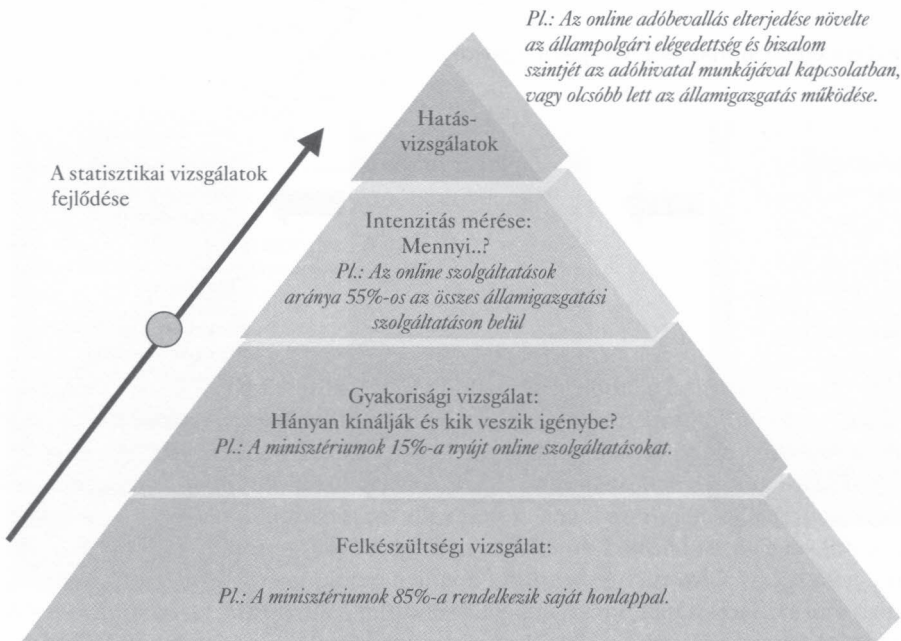 Pl.: Az online adóbevallás elterjedése növelte
az állampolgári elégedettség és bizalom
szintjét az adóhivatal munkájával kapcsolatban,
vagy olcsóbb lett az államigazgatás működése.
Hatás-
vizsgálatok
A statisztikai vizsgálatok
fejlődése
Intenzitás mérése:
Mennyi..?
Pl.: Az online szolgáltatások
aránya 55%-os az összes államigazgatási
szolgáltatáson belül
Gyakorisági vizsgálat:
Hányan kínálják és kik veszik igénybe?
Pl.: A minisztériumok 15%-a nyújt online szolgáltatásokat.
Felkészültségi vizsgálat:
Pl.: A minisztériumok 85%-a rendelkezik saját honlappal.